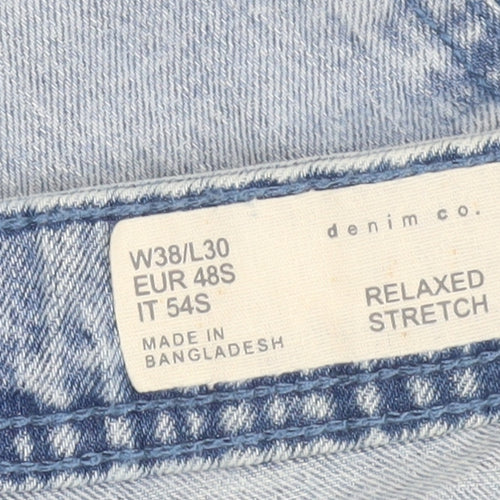 denim co.
W38/L30
EUR 48S
IT 54S
RELAXED
STRETCH
MADE IN
BANGLADESH